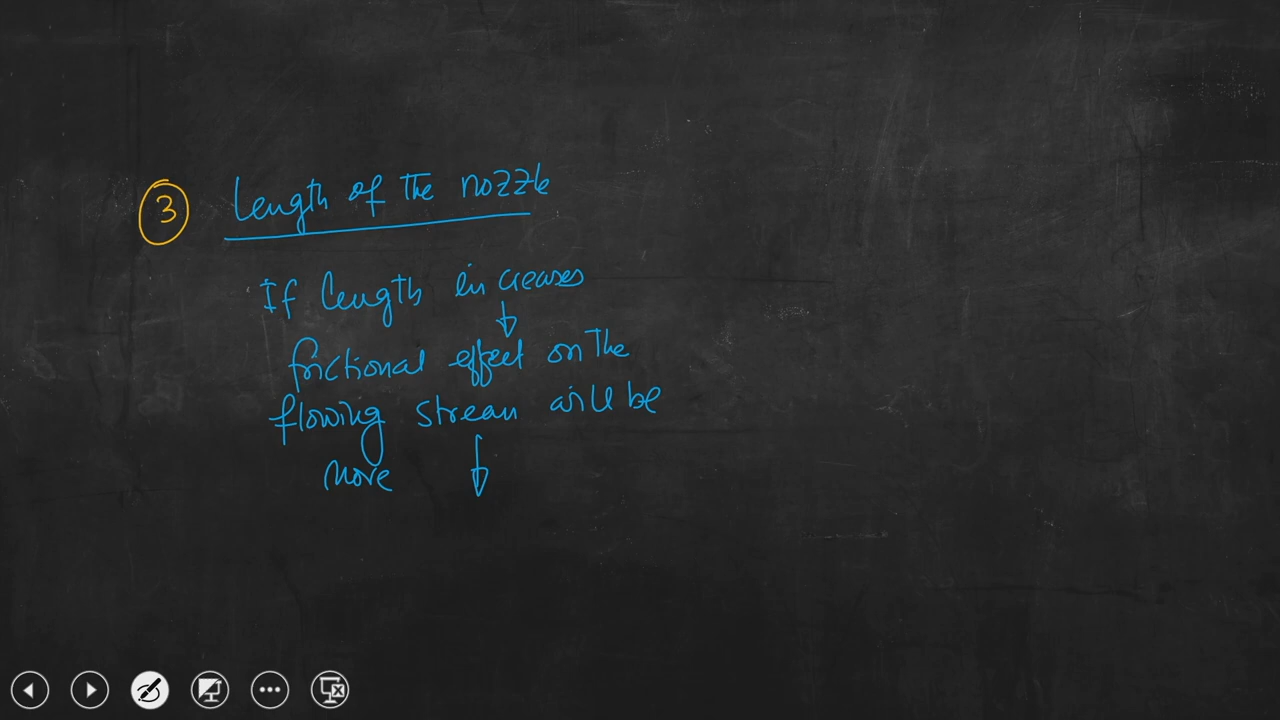 3 Length of the nozzle
If length increases
↓
frictional effect on the
flowing stream will be
more ↓